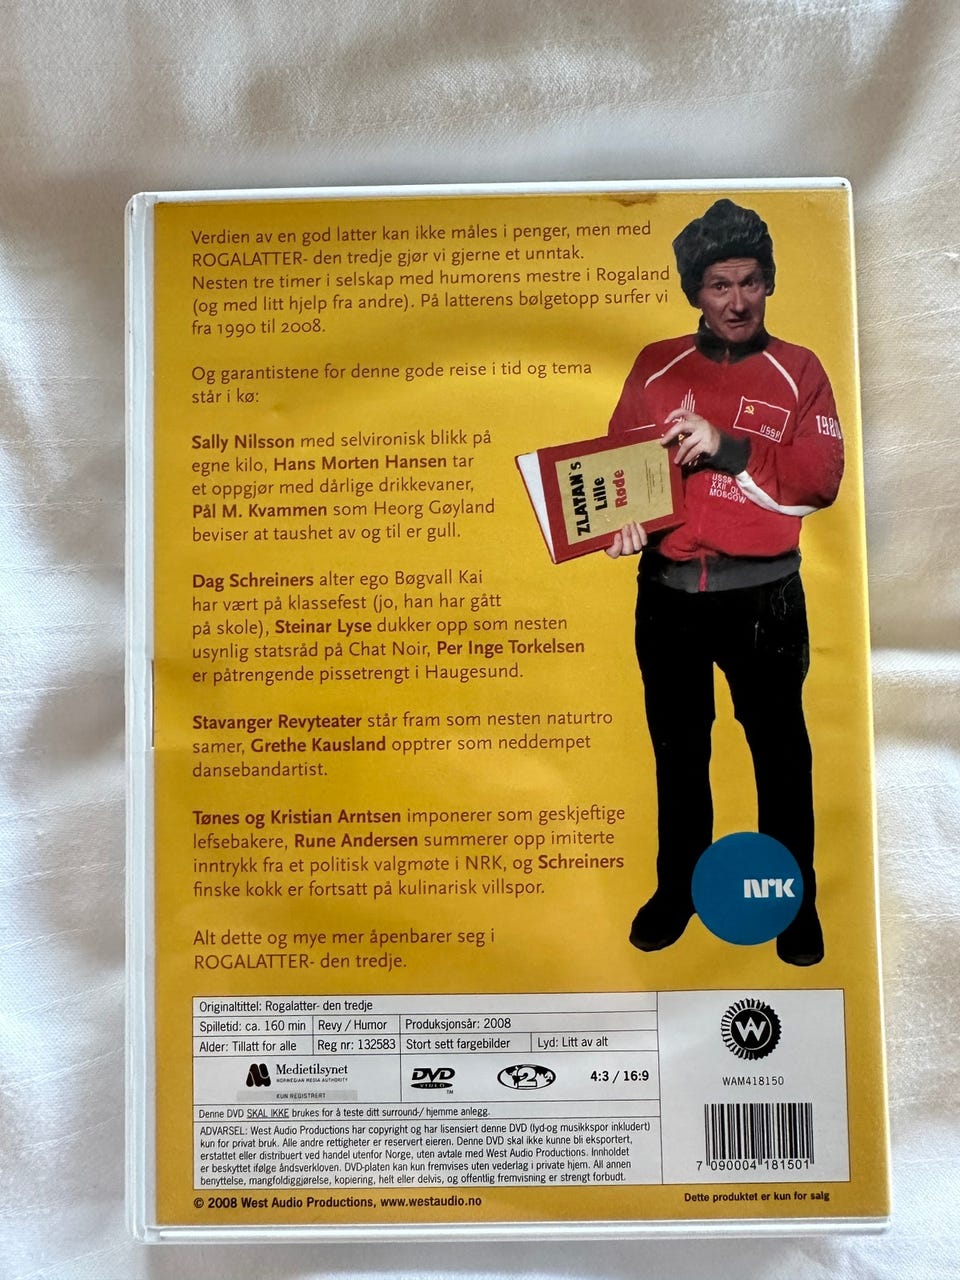 Verdien av en god latter kan ikke måles i penger, men med
ROGALATTER- den tredje gjør vi gjerne et unntak.
Nesten tre timer i selskap med humorens mestre i Rogaland
(og med litt hjelp fra andre). På latterens bølgetopp surfer vi
fra 1990 til 2008.
Og garantistene for denne gode reise i tid og tema
står i kø:
Sally Nilsson med selvironisk blikk på
egne kilo, Hans Morten Hansen tar
et oppgjør med dårlige drikkevaner,
Pål M. Kvammen som Heorg Gøyland
beviser at taushet av og til er gull.
Dag Schreiners alter ego Bøgvall Kai
har vært på klassefest (jo, han har gått
på skole), Steinar Lyse dukker opp som nesten
usynlig statsråd på Chat Noir, Per Inge Torkelsen
er påtrengende pissetrengt i Haugesund.
Stavanger Revyteater står fram som nesten naturtro
samer, Grethe Kausland opptrer som neddempet
dansebandartist.
Tønes og Kristian Arntsen imponerer som geskjeftige
lefsebakere, Rune Andersen summerer opp imiterte
inntrykk fra et politisk valgmøte i NRK, og Schreiners
finske kokk er fortsatt på kulinarisk villspor.
Alt dette og mye mer åpenbarer seg i
ROGALATTER- den tredje.
USSR
198
USSR
XXII OL
MOSCOW
ZLATAN'S
Lille
Røde
NRK
Originaltittel: Rogalatter- den tredje
Spilletid: ca. 160 min Revy / Humor Produksjonsår: 2008
Alder: Tillatt for alle Reg nr: 132583 Stort sett fargebilder Lyd: Litt av alt
Medietilsynet
NORWEGIAN MEDIA AUTHORITY
KUN REGISTRERT
DVD
VIDEO
TM
2
4:3 / 16:9
Denne DVD SKAL IKKE brukes for å teste ditt surround-/ hjemme anlegg.
ADVARSEL: West Audio Productions har copyright og har lisensiert denne DVD (lyd-og musikkspor inkludert)
kun for privat bruk. Alle andre rettigheter er reservert eieren. Denne DVD skal ikke kunne bli eksportert,
erstattet eller distribuert ved handel utenfor Norge, uten avtale med West Audio Productions. Innholdet
er beskyttet ifølge åndsverkloven. DVD-platen kan kun fremvises uten vederlag i private hjem. All annen
benyttelse, mangfoldiggjørelse, kopiering, helt eller delvis, og offentlig fremvisning er strengt forbudt.
WA
WAM418150
7 090004 181501
© 2008 West Audio Productions, www.westaudio.no
Dette produktet er kun for salg